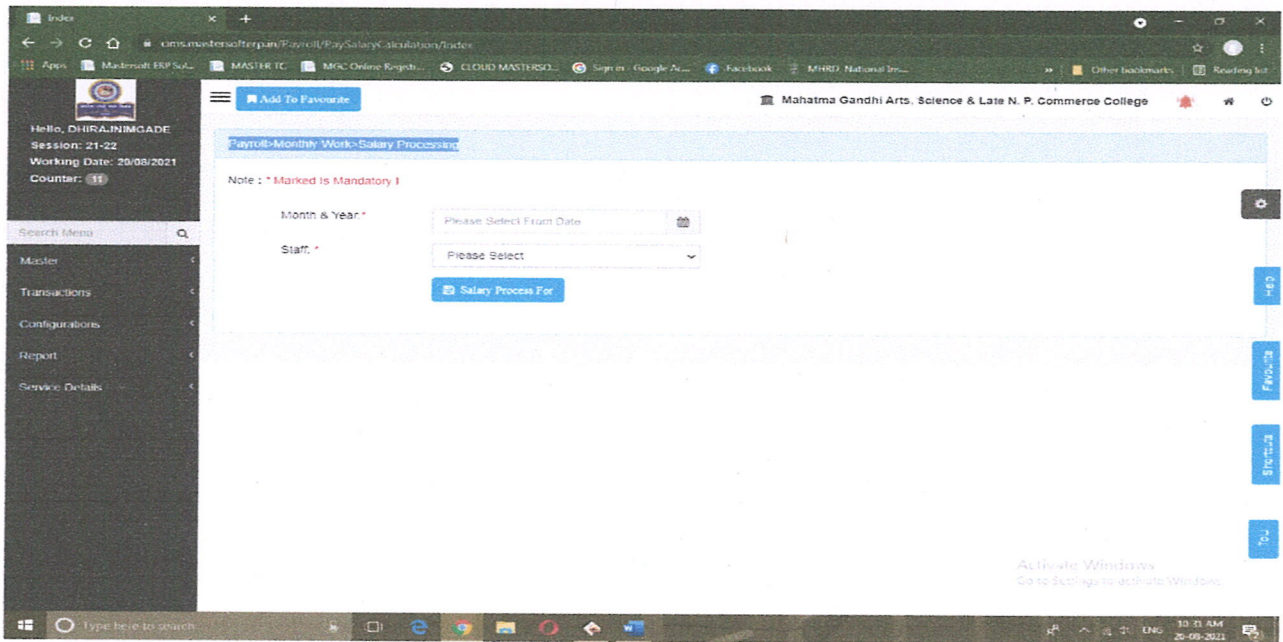 Index
cims.mastersofterp.in/Payroll/PaySalaryCalculation/Index
Apps Mastersoft ERP Sol... MASTER TC MGC Online Registr... CLOUD MASTERSO... Sign in - Google Ac... Facebook MHRD, National Ins... » Other bookmarks Reading list
Add To Favourite
Mahatma Gandhi Arts, Science & Late N. P. Commerce College
Hello, DHIRAJNIMGADE
Session: 21-22
Working Date: 20/08/2021
Counter: 11
Payroll>Monthly Work>Salary Processing
Note : * Marked Is Mandatory !
Month & Year.*
Please Select From Date
Search Menu
Staff. *
Please Select
Master
Salary Process For
Transactions
Configurations
Report
Service Details
Help
Favourite
Shortcuts
ToU
Activate Windows
Go to Settings to activate Windows.
Type here to search
ENG
10:31 AM
20-08-2021